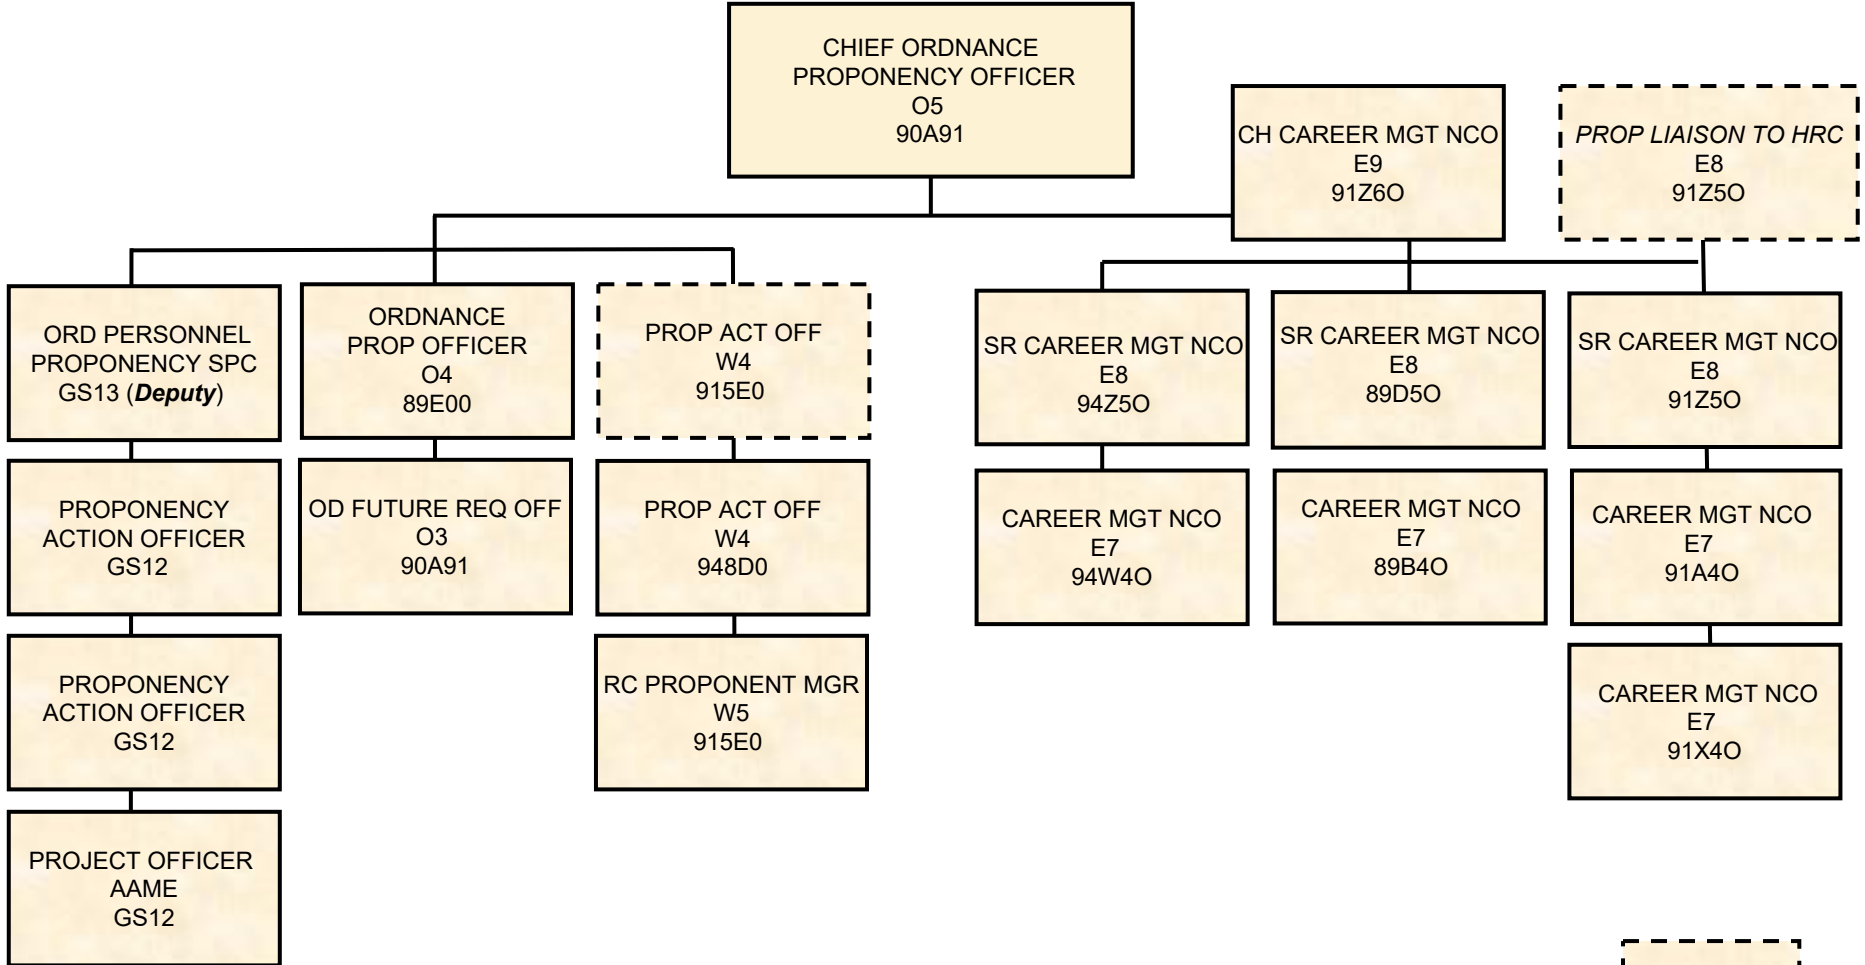 CHIEF ORDNANCE
PROPONENCY OFFICER
O5
90A91
CH CAREER MGT NCO
E9
91Z6O
PROP LIAISON TO HRC
E8
91Z5O
ORD PERSONNEL
PROPONENCY SPC
GS13 (Deputy)
ORDNANCE
PROP OFFICER
O4
89E00
PROP ACT OFF
W4
915E0
SR CAREER MGT NCO
E8
94Z5O
SR CAREER MGT NCO
E8
89D5O
SR CAREER MGT NCO
E8
91Z5O
PROPONENCY
ACTION OFFICER
GS12
OD FUTURE REQ OFF
O3
90A91
PROP ACT OFF
W4
948D0
CAREER MGT NCO
E7
94W4O
CAREER MGT NCO
E7
89B4O
CAREER MGT NCO
E7
91A4O
PROPONENCY
ACTION OFFICER
GS12
RC PROPONENT MGR
W5
915E0
CAREER MGT NCO
E7
91X4O
PROJECT OFFICER
AAME
GS12